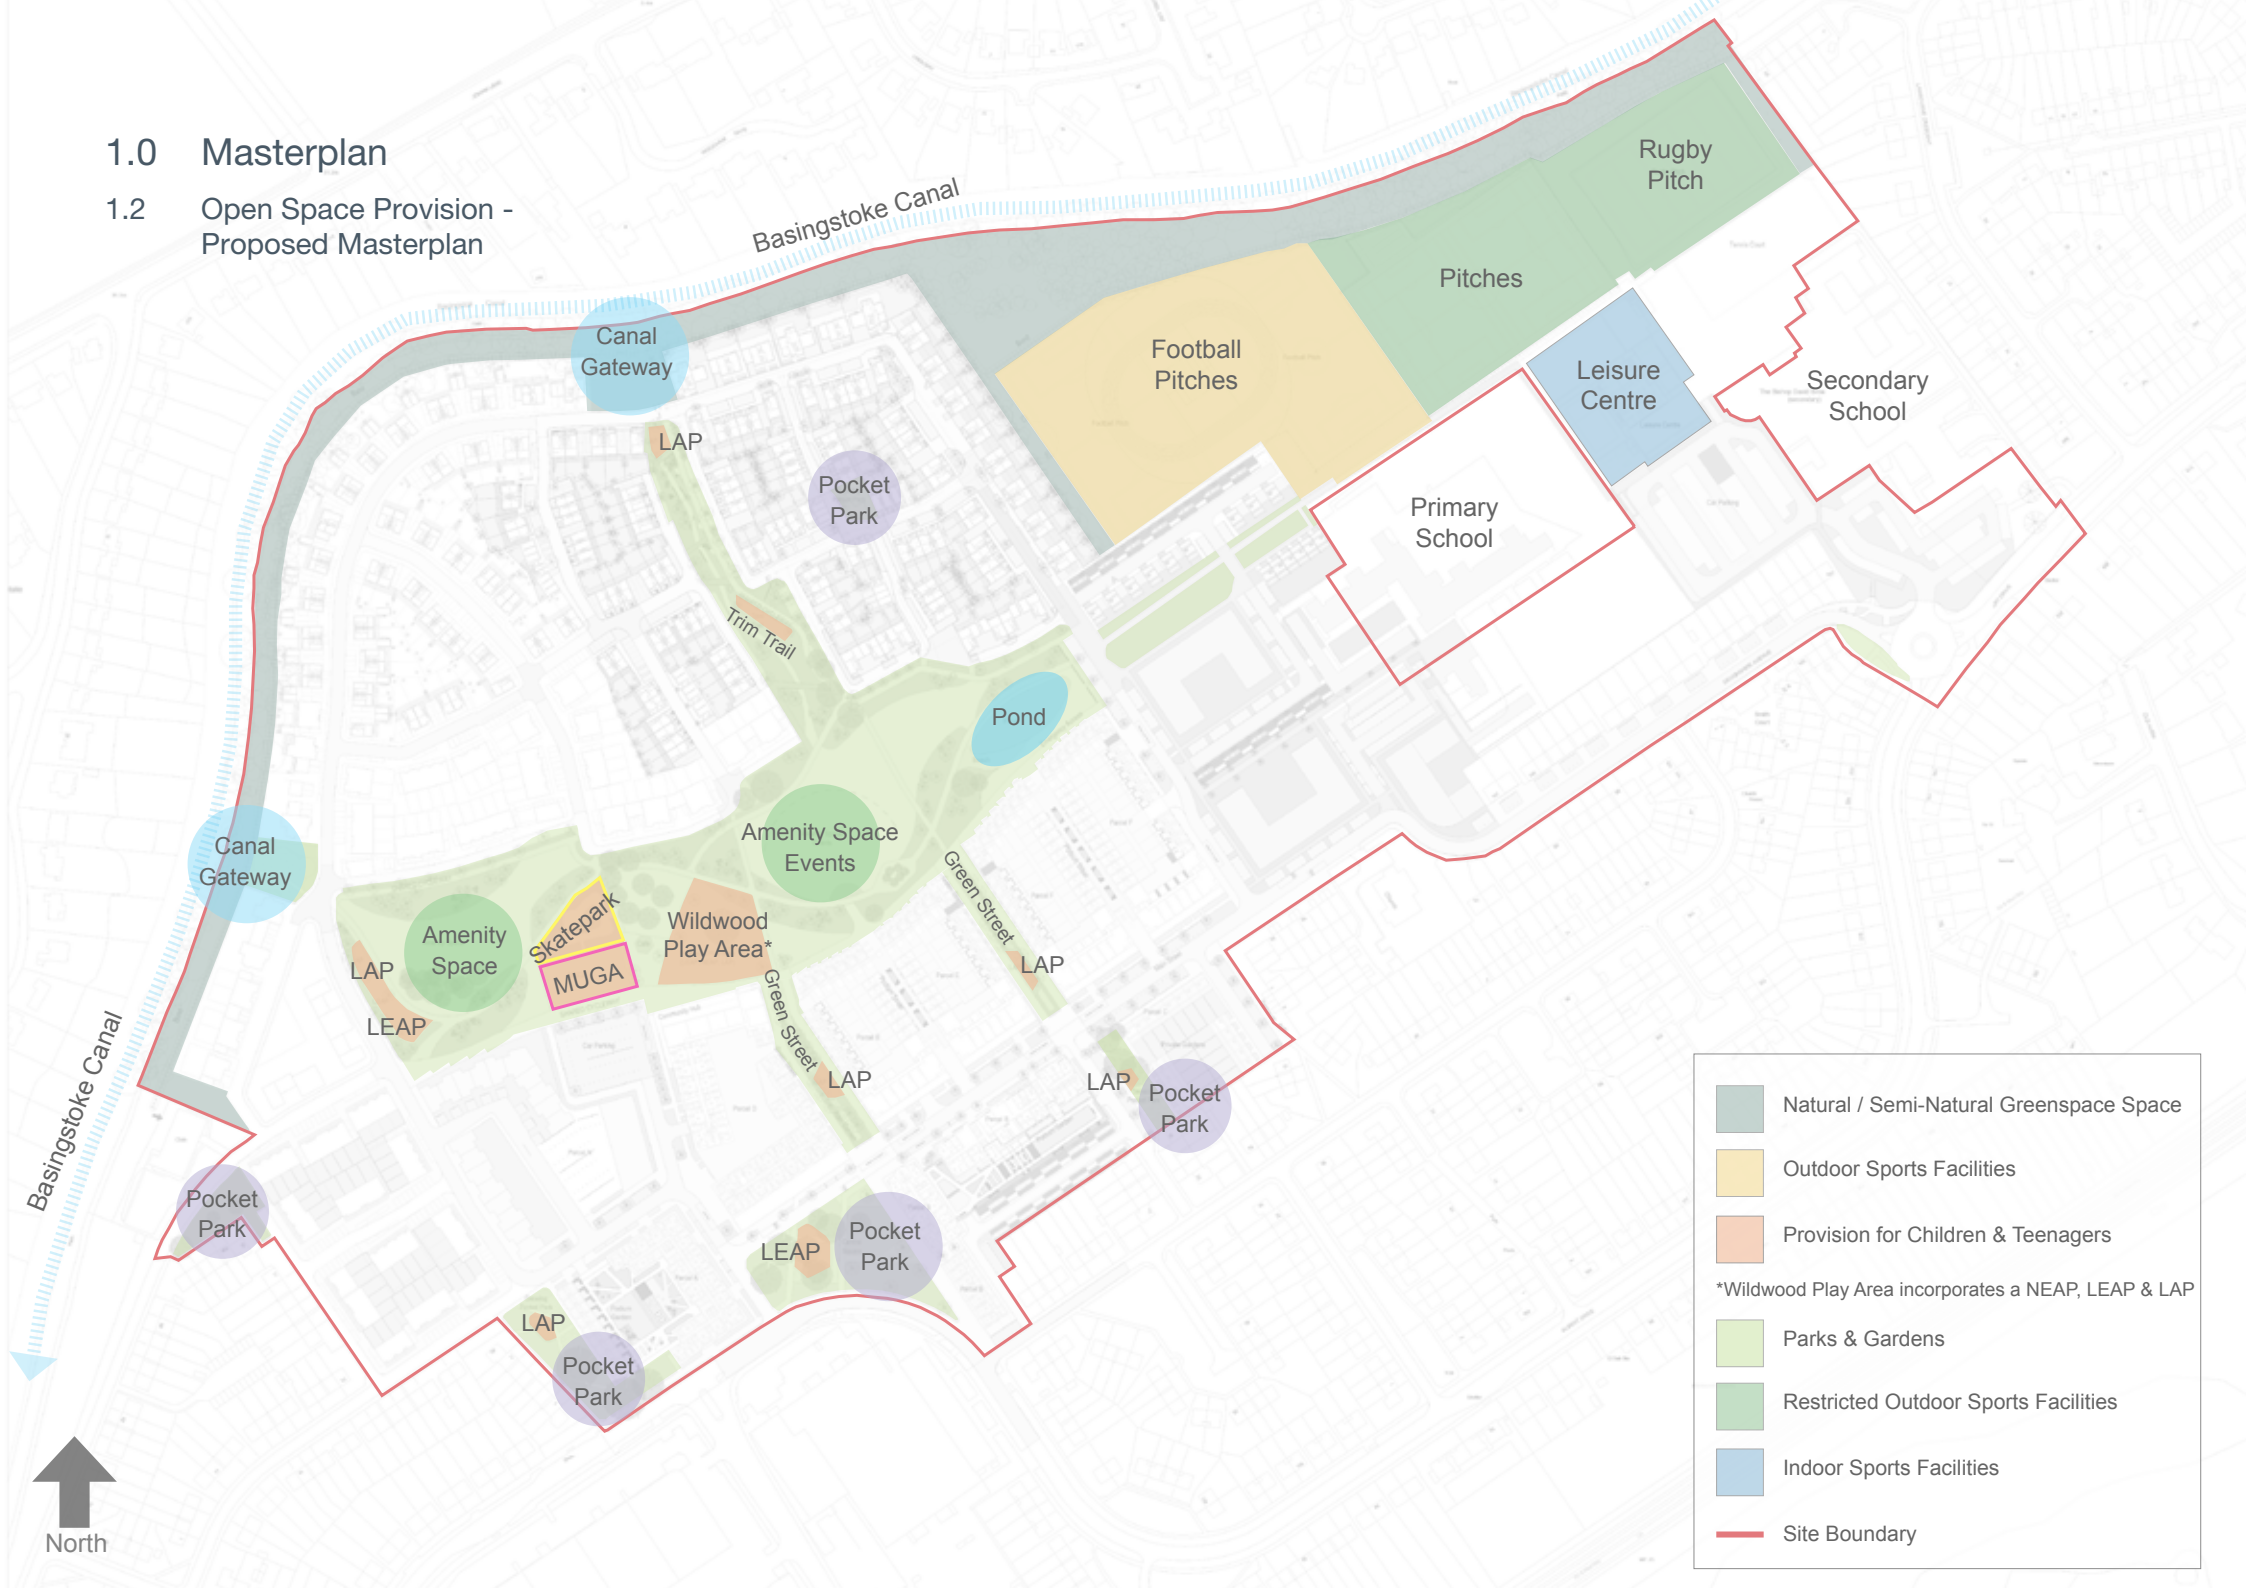 1.0 Masterplan
1.2 Open Space Provision -
Proposed Masterplan
Basingstoke Canal
Rugby
Pitch
Pitches
Canal
Gateway
Football
Pitches
Leisure
Centre
Secondary
School
LAP
Pocket
Park
Primary
School
Trim Trail
Pond
Amenity Space
Events
Canal
Gateway
Green Street
Skatepark
Wildwood
Play Area*
Amenity
Space
LAP
MUGA
LAP
LEAP
Green Street
LAP
LAP
Pocket
Park
Basingstoke Canal
Pocket
Park
LEAP
Pocket
Park
LAP
Pocket
Park
North
Natural / Semi-Natural Greenspace Space
Outdoor Sports Facilities
Provision for Children & Teenagers
*Wildwood Play Area incorporates a NEAP, LEAP & LAP
Parks & Gardens
Restricted Outdoor Sports Facilities
Indoor Sports Facilities
Site Boundary